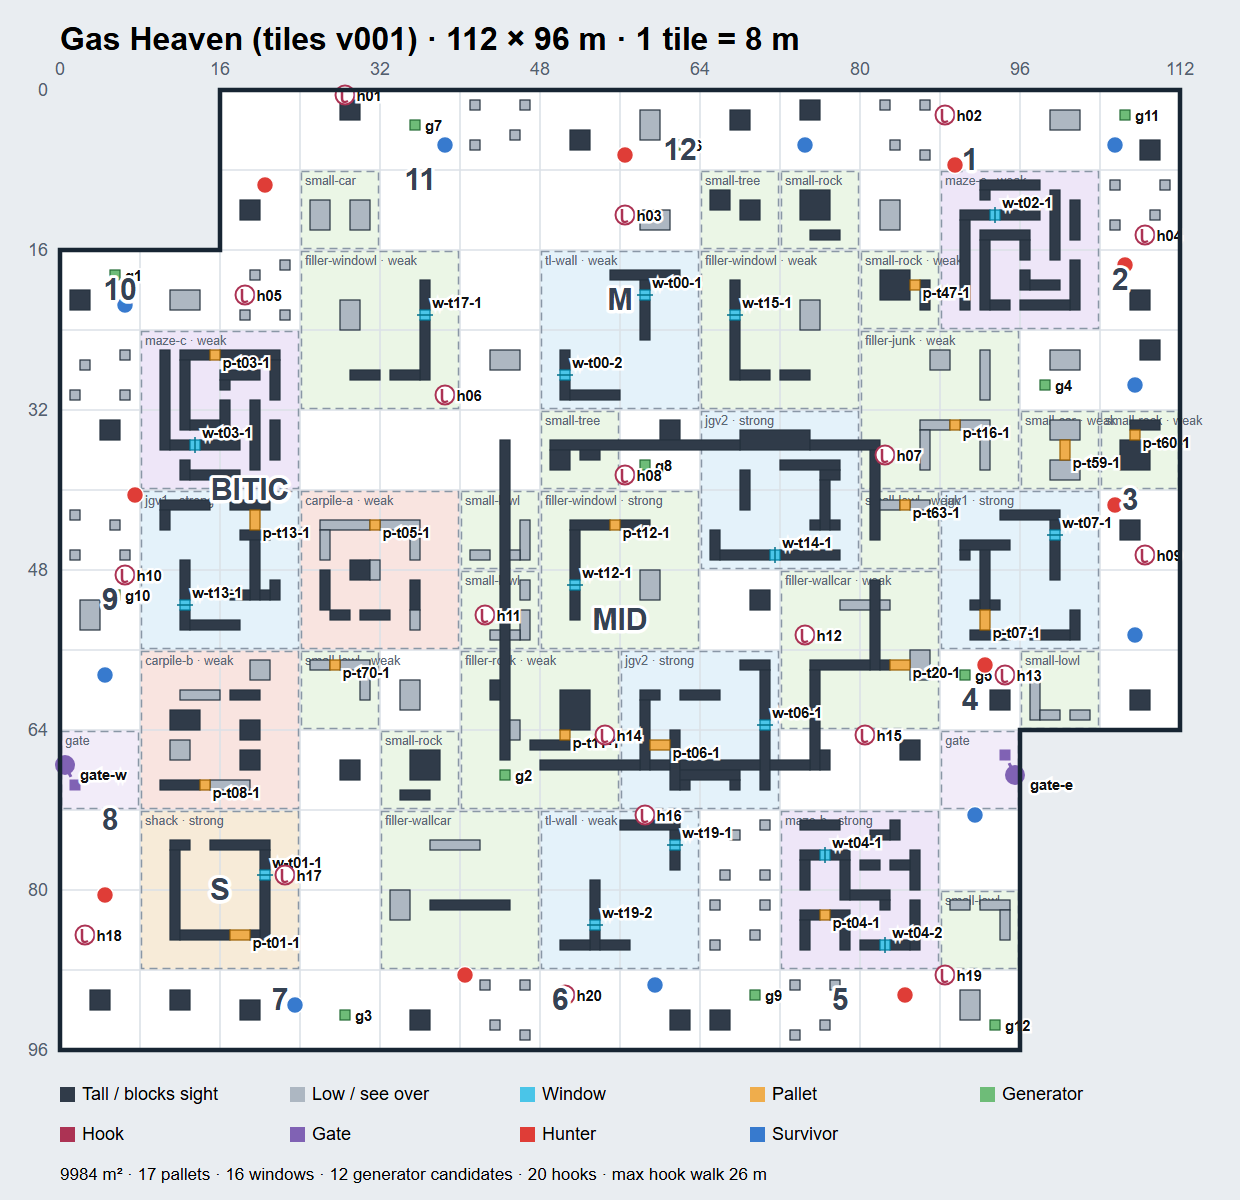 Gas Heaven (tiles v001) · 112 × 96 m · 1 tile = 8 m
0 16 32 48 64 80 96 112
0
h01
g7
12
h02
g11
11
1
small-car
small-tree
small-rock
w-t02-1
h03
h04
16
filler-windowl · weak
tl-wall · weak
filler-windowl · weak
small-rock · weak
g1
10
h05
M
w-t00-1
2
p-t47-1
w-t17-1
w-t15-1
maze-c · weak
filler-junk · weak
p-t03-1
w-t00-2
g4
h06
32
small-tree
jgv2 · strong
w-t03-1
p-t16-1
p-t60-1
h07
g8
p-t59-1
h08
BITIC
carpile-a · weak
filler-windowl · strong
3
p-t63-1
w-t07-1
p-t13-1
p-t05-1
p-t12-1
w-t14-1
h09
48
h10
filler-wallcar · weak
w-t12-1
w-t13-1
9
g10
h11
MID
h12
p-t07-1
carpile-b · weak
filler-rock · weak
jgv2 · strong
small-lowl
p-t70-1
p-t20-1
h13
4
w-t06-1
64
gate
small-rock
h14
h15
gate
p-t06-1
gate-w
g2
gate-e
p-t08-1
8
shack · strong
filler-wallcar
tl-wall · weak
h16
w-t19-1
w-t04-1
w-t01-1
h17
80
S
w-t19-2
p-t04-1
w-t04-2
h18
p-t01-1
h19
7
6
h20
g9
5
g3
g12
96
Tall / blocks sight
Low / see over
Window
Pallet
Generator
Hook
Gate
Hunter
Survivor
9984 m² · 17 pallets · 16 windows · 12 generator candidates · 20 hooks · max hook walk 26 m